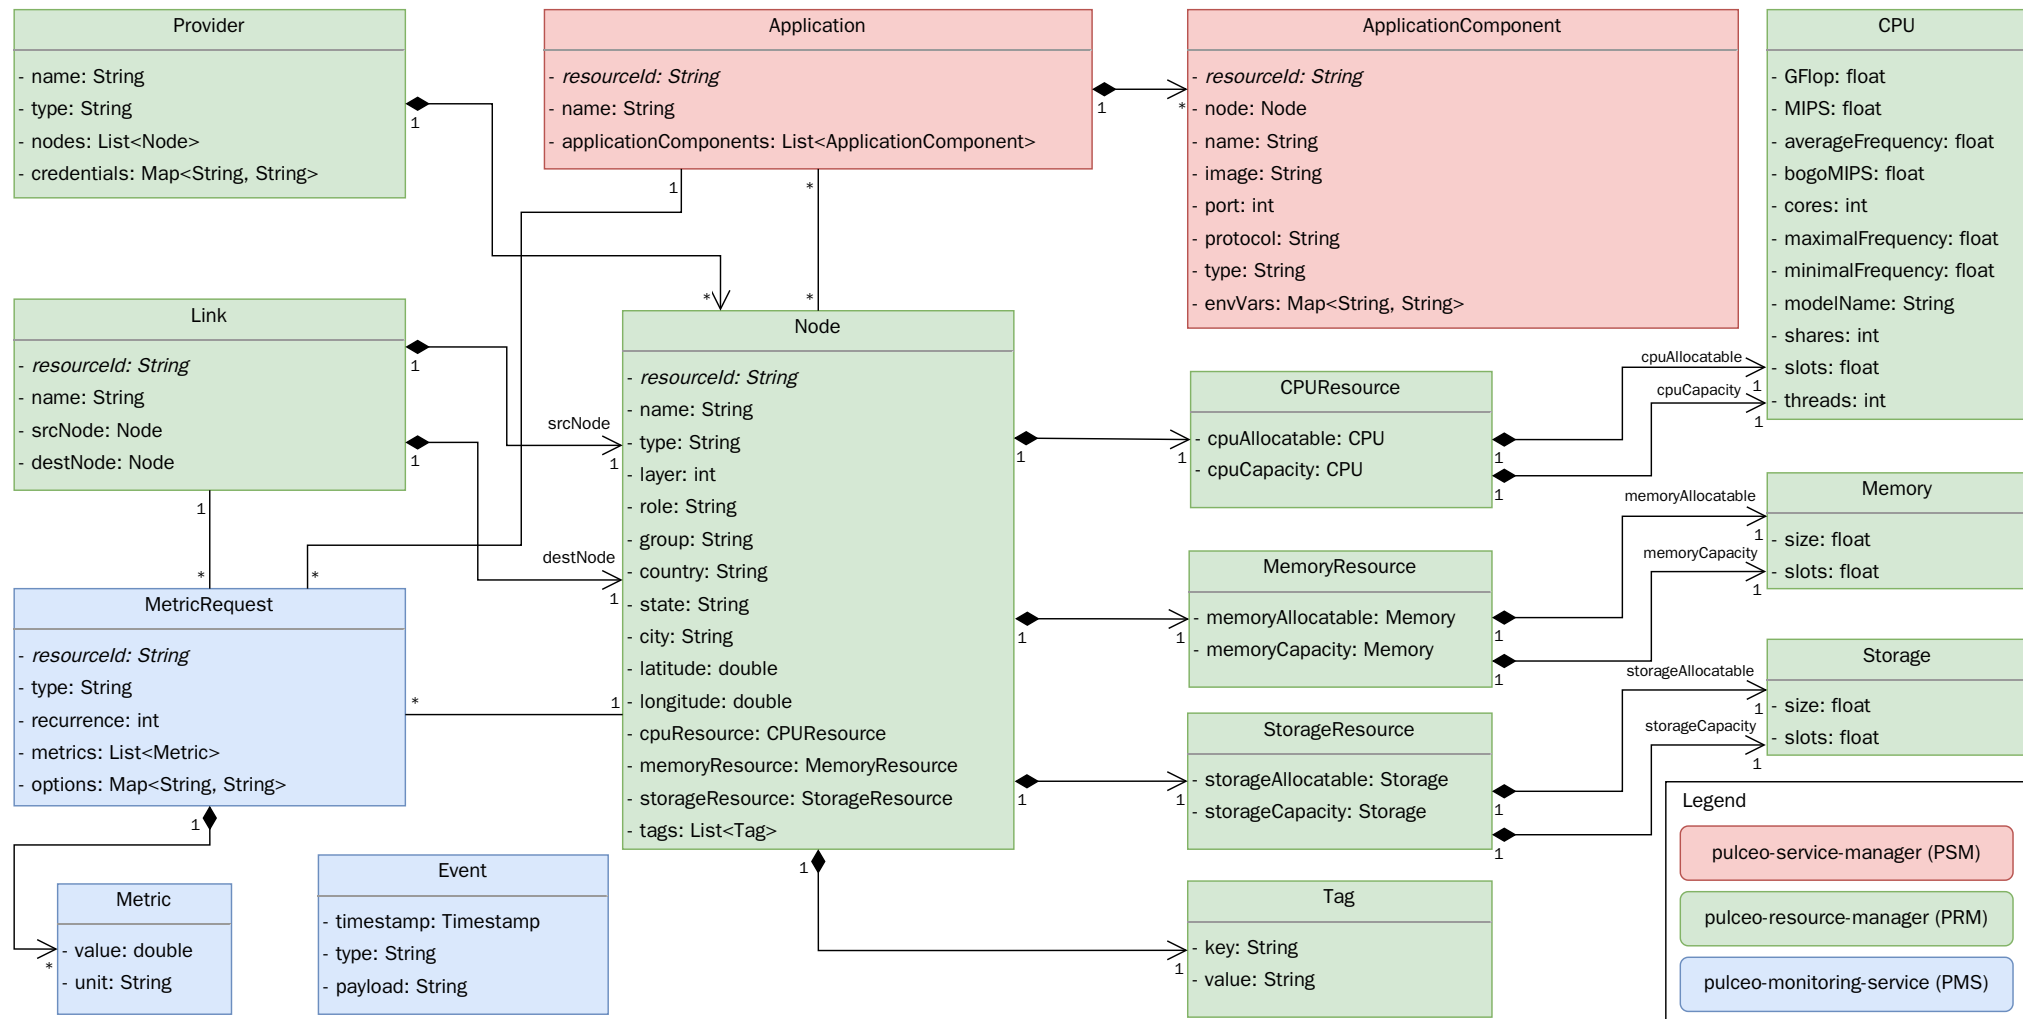 Provider
- name: String
- type: String
- nodes: List<Node>
- credentials: Map<String, String>
1
*
Application
- resourceId: String
- name: String
- applicationComponents: List<ApplicationComponent>
1
*
1
*
*
*
ApplicationComponent
- resourceId: String
- node: Node
- name: String
- image: String
- port: int
- protocol: String
- type: String
- envVars: Map<String, String>
CPU
- GFlop: float
- MIPS: float
- averageFrequency: float
- bogoMIPS: float
- cores: int
- maximalFrequency: float
- minimalFrequency: float
- modelName: String
- shares: int
- slots: float
- threads: int
Link
- resourceId: String
- name: String
- srcNode: Node
- destNode: Node
1
srcNode
1
1
destNode
1
1
*
Node
- resourceId: String
- name: String
- type: String
- layer: int
- role: String
- group: String
- country: String
- state: String
- city: String
- latitude: double
- longitude: double
- cpuResource: CPUResource
- memoryResource: MemoryResource
- storageResource: StorageResource
- tags: List<Tag>
1
1
1
1
1
1
1
1
CPUResource
- cpuAllocatable: CPU
- cpuCapacity: CPU
1
cpuAllocatable
1
1
cpuCapacity
1
MemoryResource
- memoryAllocatable: Memory
- memoryCapacity: Memory
1
memoryAllocatable
1
1
memoryCapacity
1
Memory
- size: float
- slots: float
StorageResource
- storageAllocatable: Storage
- storageCapacity: Storage
1
storageAllocatable
1
1
storageCapacity
1
Storage
- size: float
- slots: float
MetricRequest
- resourceId: String
- type: String
- recurrence: int
- metrics: List<Metric>
- options: Map<String, String>
*
1
1
*
Metric
- value: double
- unit: String
Event
- timestamp: Timestamp
- type: String
- payload: String
Tag
- key: String
- value: String
Legend
pulceo-service-manager (PSM)
pulceo-resource-manager (PRM)
pulceo-monitoring-service (PMS)